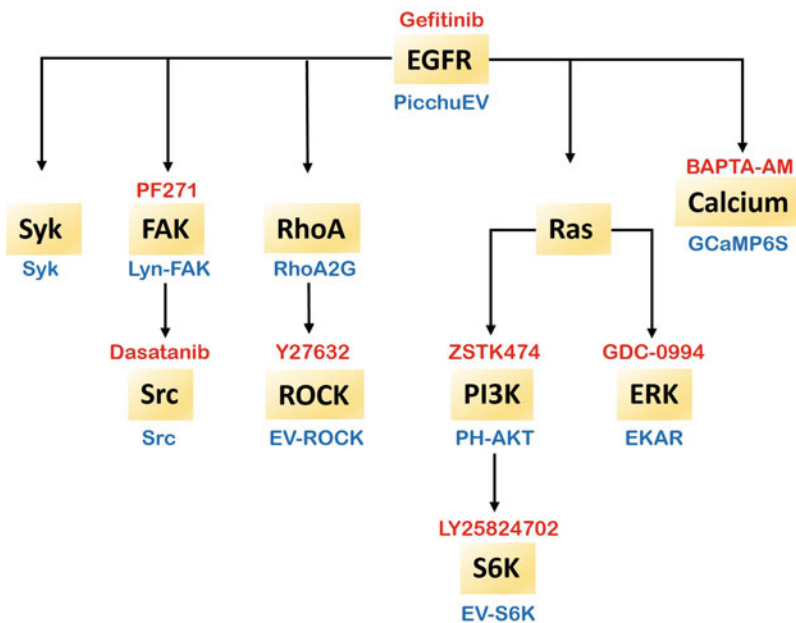 Gefitinib
EGFR
PicchuEV
BAPTA-AM
PF271
Calcium
Syk
FAK
RhoA
Ras
GCaMP6S
Syk
Lyn-FAK
RhoA2G
Dasatanib
Y27632
ZSTK474
GDC-0994
Src
ROCK
PI3K
ERK
Src
EV-ROCK
PH-AKT
EKAR
LY25824702
S6K
EV-S6K